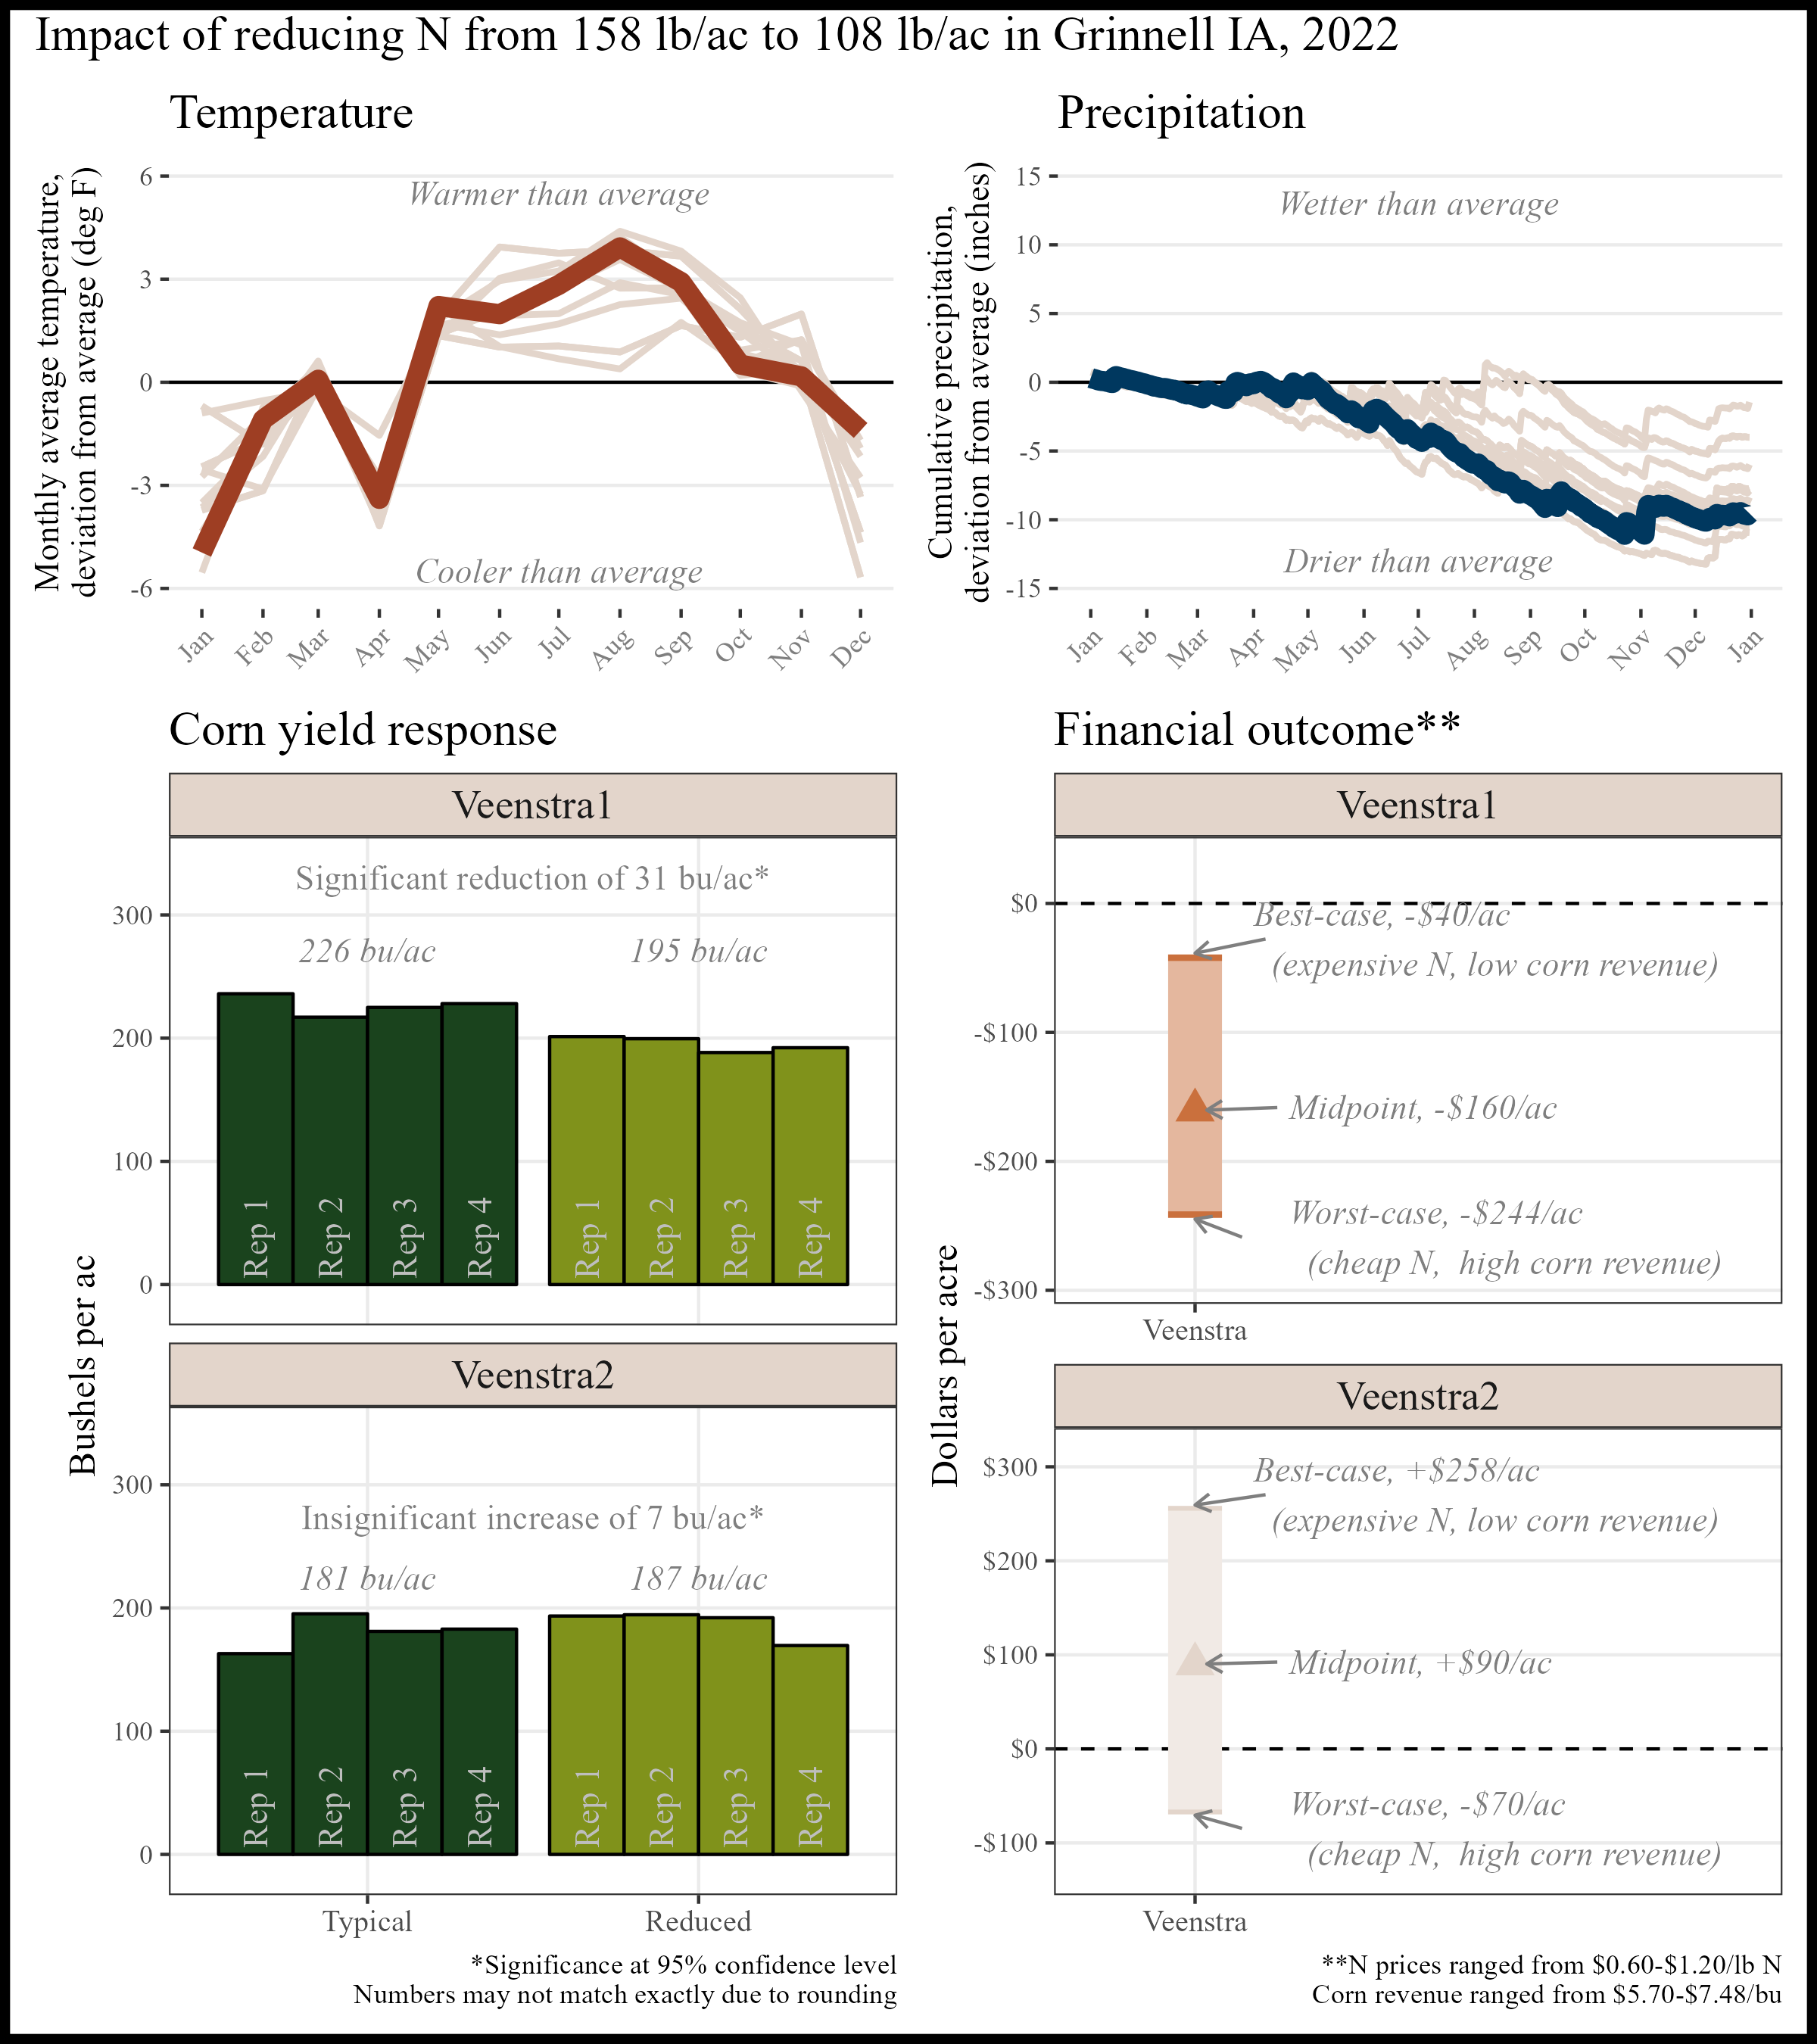 Impact of reducing N from 158 lb/ac to 108 lb/ac in Grinnell IA, 2022
Temperature
Monthly average temperature,
deviation from average (deg F)
6
3
0
-3
-6
Warmer than average
Cooler than average
Jan
Feb
Mar
Apr
May
Jun
Jul
Aug
Sep
Oct
Nov
Dec
Precipitation
Cumulative precipitation,
deviation from average (inches)
15
10
5
0
-5
-10
-15
Wetter than average
Drier than average
Jan
Feb
Mar
Apr
May
Jun
Jul
Aug
Sep
Oct
Nov
Dec
Jan
Corn yield response
Bushels per ac
Veenstra1
Significant reduction of 31 bu/ac*
226 bu/ac
195 bu/ac
300
200
100
0
Rep 1
Rep 2
Rep 3
Rep 4
Rep 1
Rep 2
Rep 3
Rep 4
Veenstra2
300
200
100
0
Insignificant increase of 7 bu/ac*
181 bu/ac
187 bu/ac
Rep 1
Rep 2
Rep 3
Rep 4
Rep 1
Rep 2
Rep 3
Rep 4
Typical
Reduced
*Significance at 95% confidence level
Numbers may not match exactly due to rounding
Financial outcome**
Dollars per acre
Veenstra1
$0
-$100
-$200
-$300
Best-case, -$40/ac
(expensive N, low corn revenue)
Midpoint, -$160/ac
Worst-case, -$244/ac
(cheap N,  high corn revenue)
Veenstra
Veenstra2
$300
$200
$100
$0
-$100
Best-case, +$258/ac
(expensive N, low corn revenue)
Midpoint, +$90/ac
Worst-case, -$70/ac
(cheap N,  high corn revenue)
Veenstra
**N prices ranged from $0.60-$1.20/lb N
Corn revenue ranged from $5.70-$7.48/bu